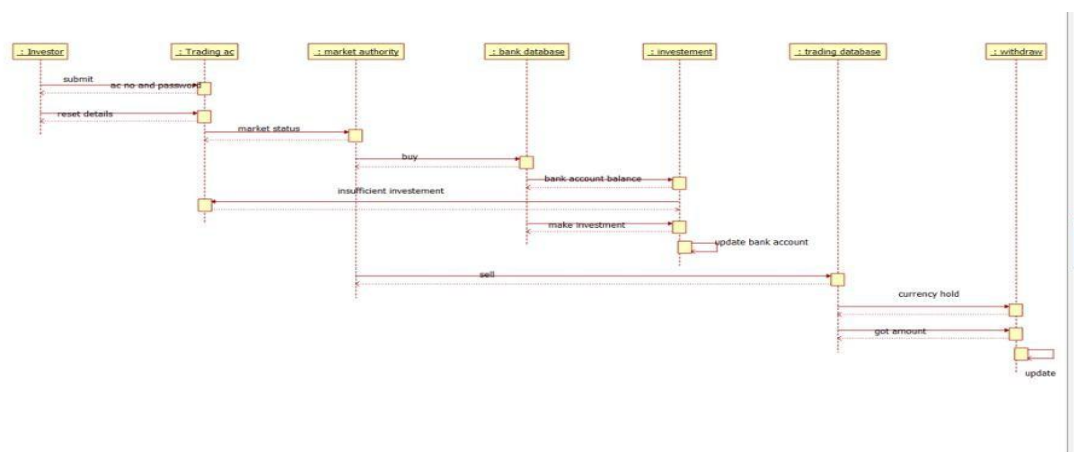 : Investor
: Trading ac
: market authority
: bank database
: investement
: trading database
: withdraw
submit
ac no and password
reset details
market status
buy
bank account balance
insufficient investement
make investment
update bank account
sell
currency hold
got amount
update